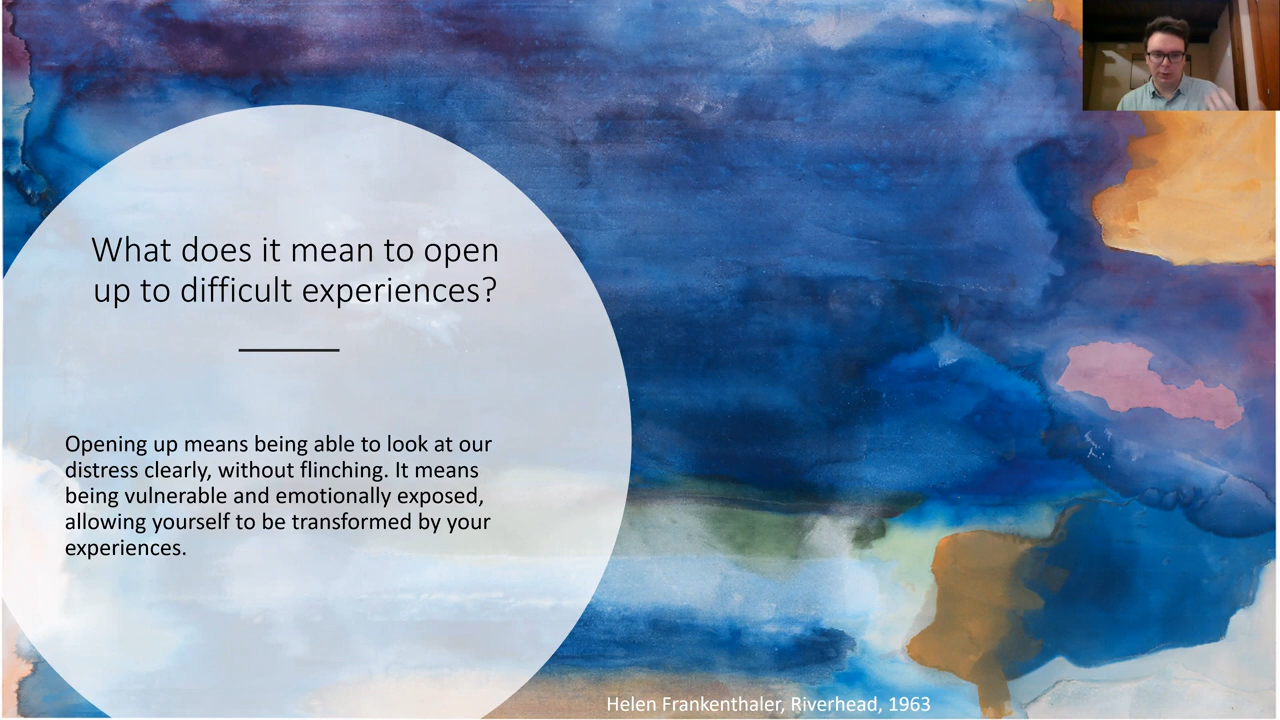 What does it mean to open
up to difficult experiences?
Opening up means being able to look at our
distress clearly, without flinching. It means
being vulnerable and emotionally exposed,
allowing yourself to be transformed by your
experiences.
Helen Frankenthaler, Riverhead, 1963